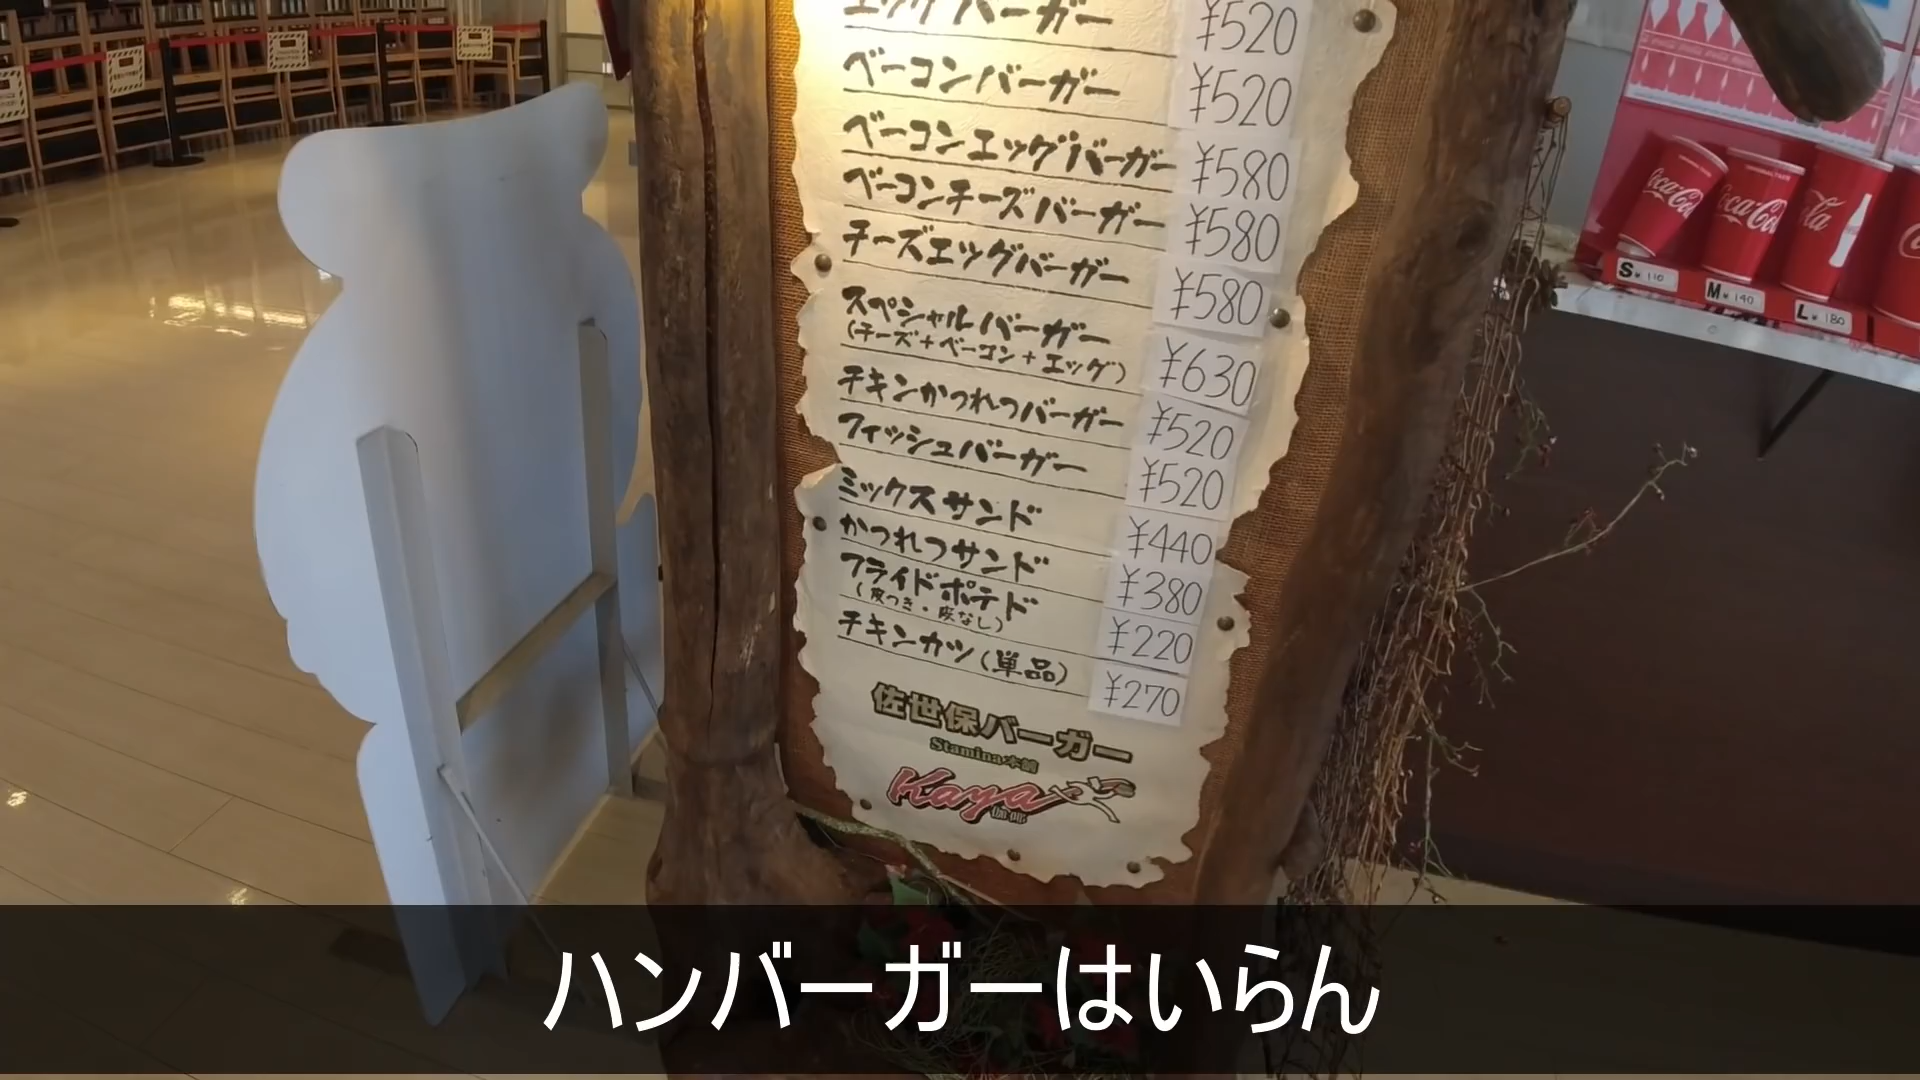 エッグバーガー ¥520
ベーコンバーガー ¥520
ベーコンエッグバーガー ¥580
ベーコンチーズバーガー ¥580
チーズエッグバーガー ¥580
スペシャルバーガー
(チーズ+ベーコン+エッグ) ¥630
チキンかつれつバーガー ¥520
フィッシュバーガー ¥520
ミックスサンド ¥440
かつれつサンド ¥380
フライドポテド
(皮つき・皮なし) ¥220
チキンカツ(単品) ¥270
佐世保バーガー
Stamina本舗
Kaya
Coca-Cola
Coca-Cola
S ¥110
M ¥140
L ¥180
ハンバーガーはいらん